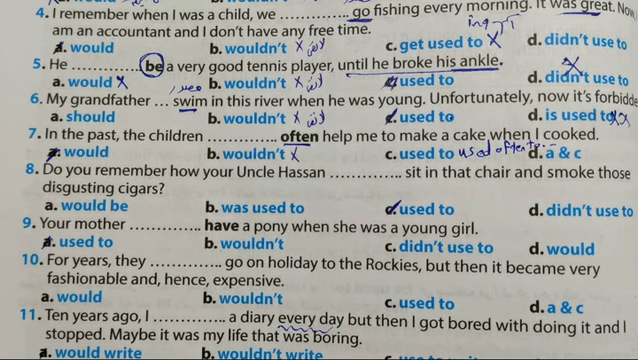 4. I remember when I was a child, we .............. go fishing every morning. It was great. Now
am an accountant and I don't have any free time.
a. would b. wouldn't c. get used to d. didn't use to
5. He .............. be a very good tennis player, until he broke his ankle.
a. would b. wouldn't c. used to d. didn't use to
6. My grandfather ... swim in this river when he was young. Unfortunately, now it's forbidde
a. should b. wouldn't c. used to d. is used to
7. In the past, the children .............. often help me to make a cake when I cooked.
a. would b. wouldn't c. used to d. a & c
8. Do you remember how your Uncle Hassan .............. sit in that chair and smoke those
disgusting cigars?
a. would be b. was used to c. used to d. didn't use to
9. Your mother .............. have a pony when she was a young girl.
a. used to b. wouldn't c. didn't use to d. would
10. For years, they .............. go on holiday to the Rockies, but then it became very
fashionable and, hence, expensive.
a. would b. wouldn't c. used to d. a & c
11. Ten years ago, I .............. a diary every day but then I got bored with doing it and I
stopped. Maybe it was my life that was boring.
a. would write b. wouldn't write